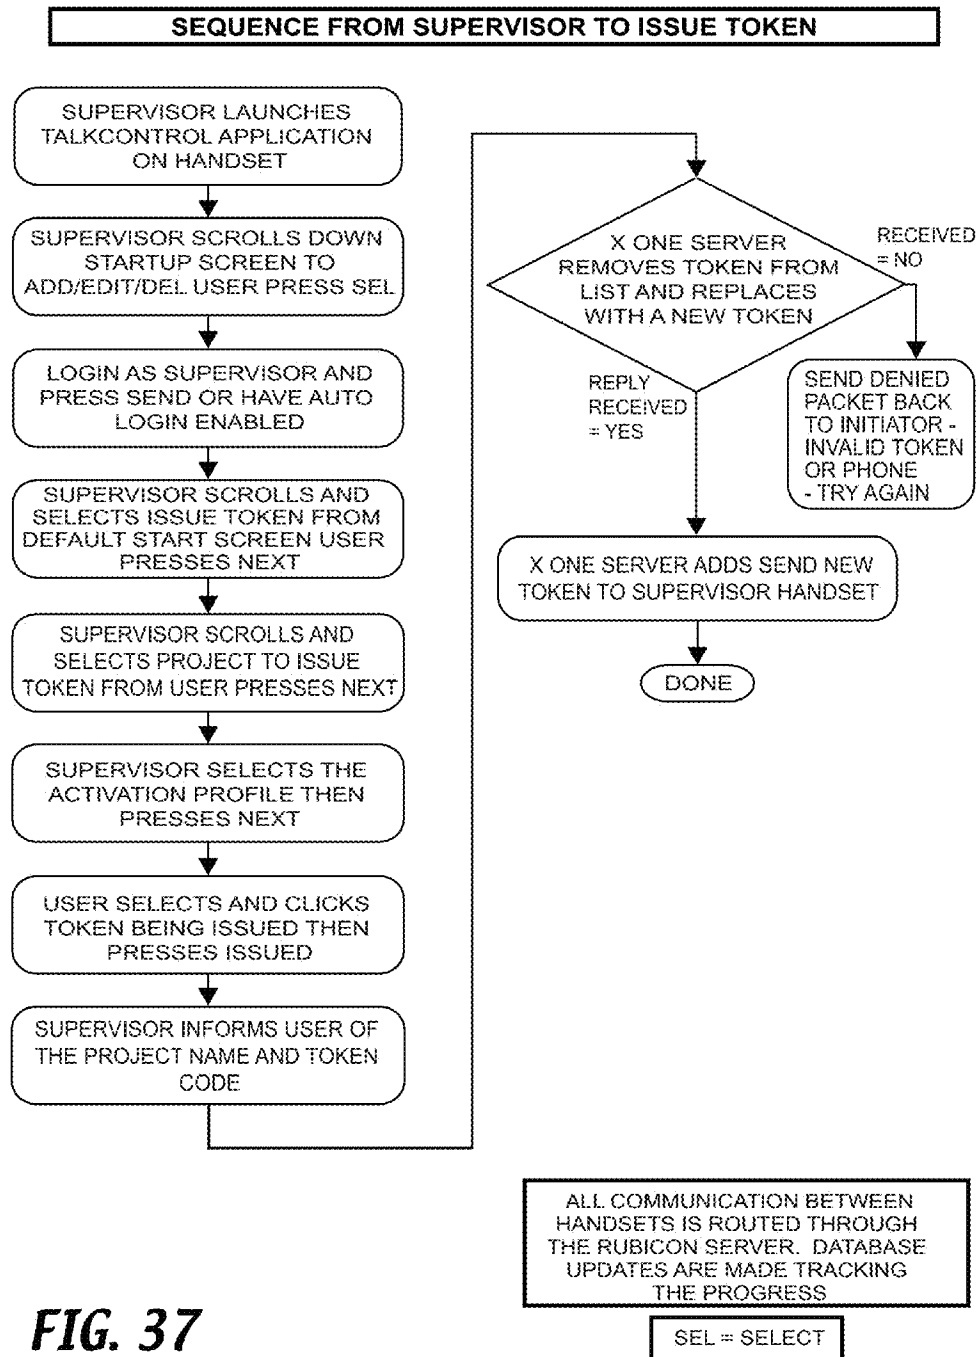 SEQUENCE FROM SUPERVISOR TO ISSUE TOKEN
SUPERVISOR LAUNCHES
TALKCONTROL APPLICATION
ON HANDSET
SUPERVISOR SCROLLS DOWN
STARTUP SCREEN TO
ADD/EDIT/DEL USER PRESS SEL
LOGIN AS SUPERVISOR AND
PRESS SEND OR HAVE AUTO
LOGIN ENABLED
SUPERVISOR SCROLLS AND
SELECTS ISSUE TOKEN FROM
DEFAULT START SCREEN USER
PRESSES NEXT
SUPERVISOR SCROLLS AND
SELECTS PROJECT TO ISSUE
TOKEN FROM USER PRESSES NEXT
SUPERVISOR SELECTS THE
ACTIVATION PROFILE THEN
PRESSES NEXT
USER SELECTS AND CLICKS
TOKEN BEING ISSUED THEN
PRESSES ISSUED
SUPERVISOR INFORMS USER OF
THE PROJECT NAME AND TOKEN
CODE
X ONE SERVER
REMOVES TOKEN FROM
LIST AND REPLACES
WITH A NEW TOKEN
RECEIVED
= NO
REPLY
RECEIVED
= YES
SEND DENIED
PACKET BACK
TO INITIATOR -
INVALID TOKEN
OR PHONE
- TRY AGAIN
X ONE SERVER ADDS SEND NEW
TOKEN TO SUPERVISOR HANDSET
DONE
ALL COMMUNICATION BETWEEN
HANDSETS IS ROUTED THROUGH
THE RUBICON SERVER. DATABASE
UPDATES ARE MADE TRACKING
THE PROGRESS
SEL = SELECT
FIG. 37